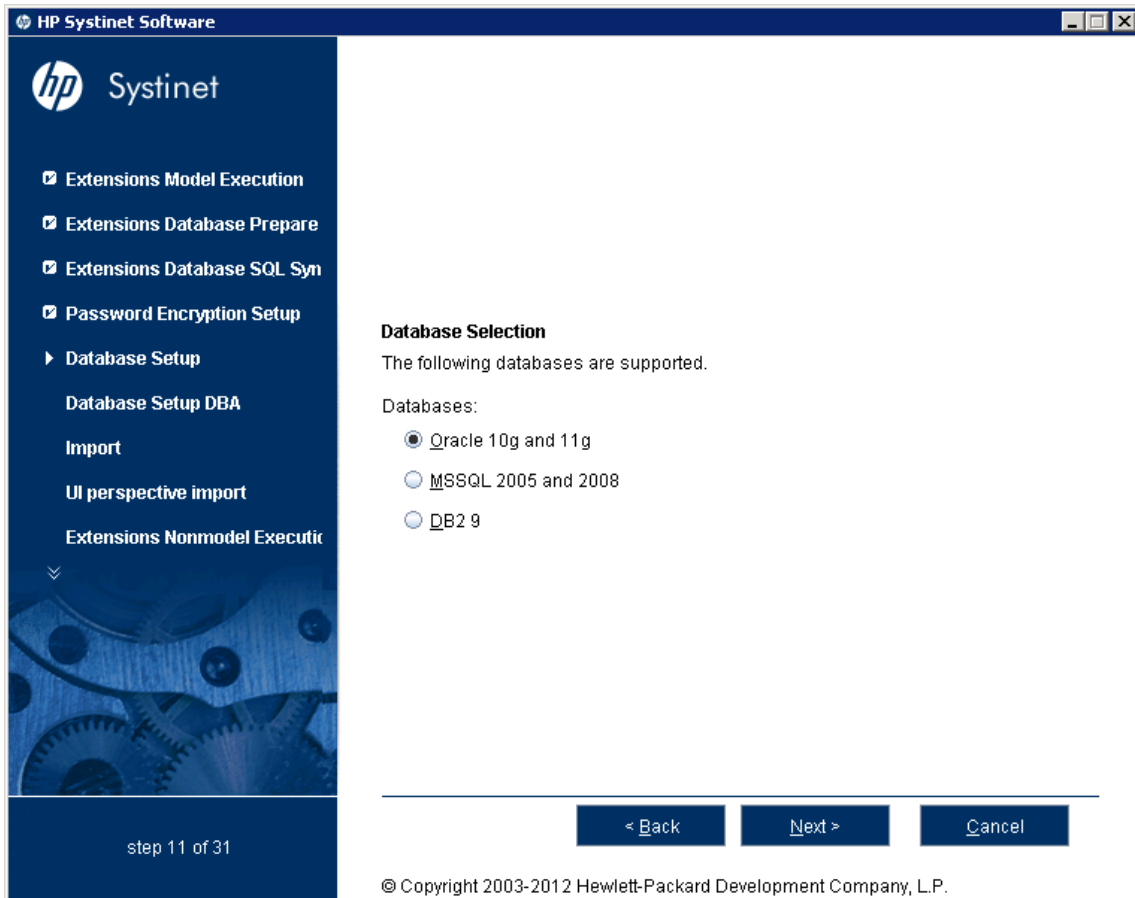 HP Systinet Software
hp Systinet
Extensions Model Execution
Extensions Database Prepare
Extensions Database SQL Syn
Password Encryption Setup
Database Setup
Database Setup DBA
Import
UI perspective import
Extensions Nonmodel Executic
step 11 of 31
Database Selection
The following databases are supported.
Databases:
Oracle 10g and 11g
MSSQL 2005 and 2008
DB2 9
< Back Next > Cancel
© Copyright 2003-2012 Hewlett-Packard Development Company, L.P.